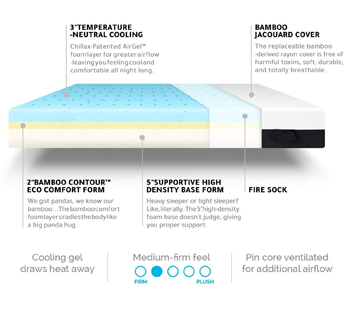 3"TEMPERATURE
-NEUTRAL COOLING
Chillax-Patented AirGel™
foam layer for greater airflow
-leaving you feeling cool and
comfortable all night long.
BAMBOO
JACOUARD COVER
The replaceable bamboo
-derived rayon cover is free of
harmful toxins, soft, durable,
and totally breathable.
2"BAMBOO CONTOUR™
ECO COMFORT FORM
We got pandas, we know our
bamboo... The bamboo comfort
foam layer cradles the body like
a big panda hug.
5"SUPPORTIVE HIGH
DENSITY BASE FORM
Heavy sleeper or light sleeper?
Like, literally. The 5"high-density
foam base doesn't judge, giving
you proper support.
FIRE SOCK
Cooling gel
draws heat away
Medium-firm feel
FIRM PLUSH
Pin core ventilated
for additional airflow